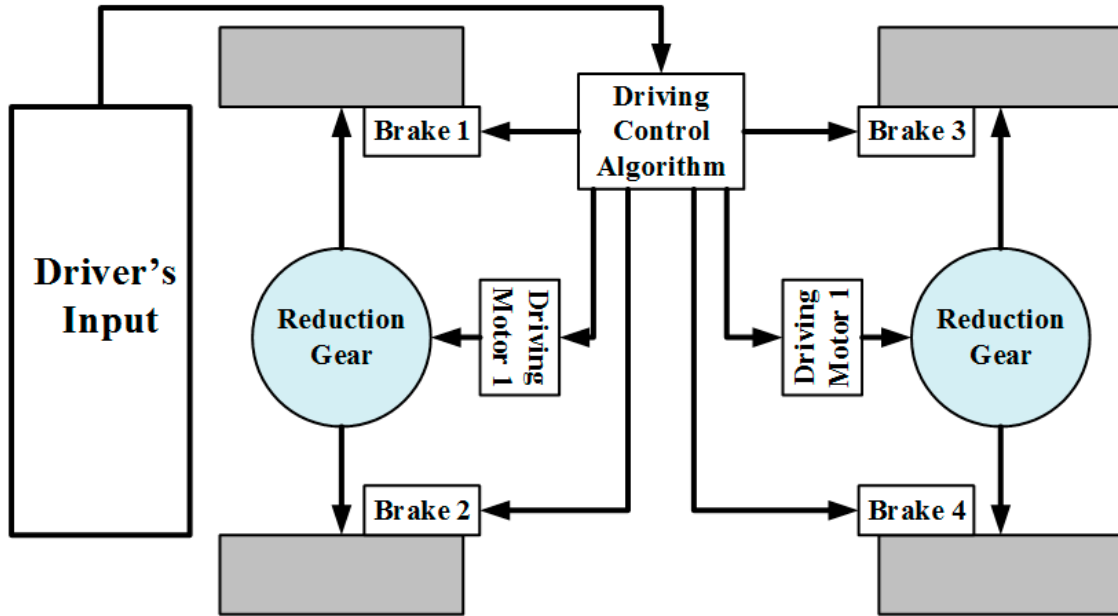 Driver's
Input
Brake 1
Driving
Control
Algorithm
Brake 3
Reduction
Gear
Driving
Motor 1
Driving
Motor 1
Reduction
Gear
Brake 2
Brake 4